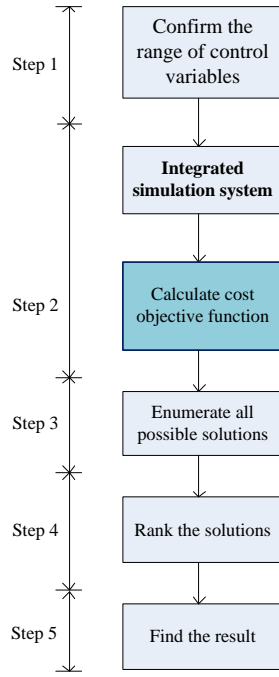 Step 1
Confirm the
range of control
variables
Step 2
Integrated
simulation system
Calculate cost
objective function
Step 3
Enumerate all
possible solutions
Step 4
Rank the solutions
Step 5
Find the result